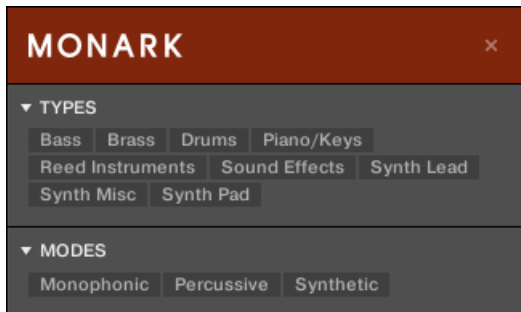 MONARK ×
▼ TYPES
Bass Brass Drums Piano/Keys
Reed Instruments Sound Effects Synth Lead
Synth Misc Synth Pad
▼ MODES
Monophonic Percussive Synthetic